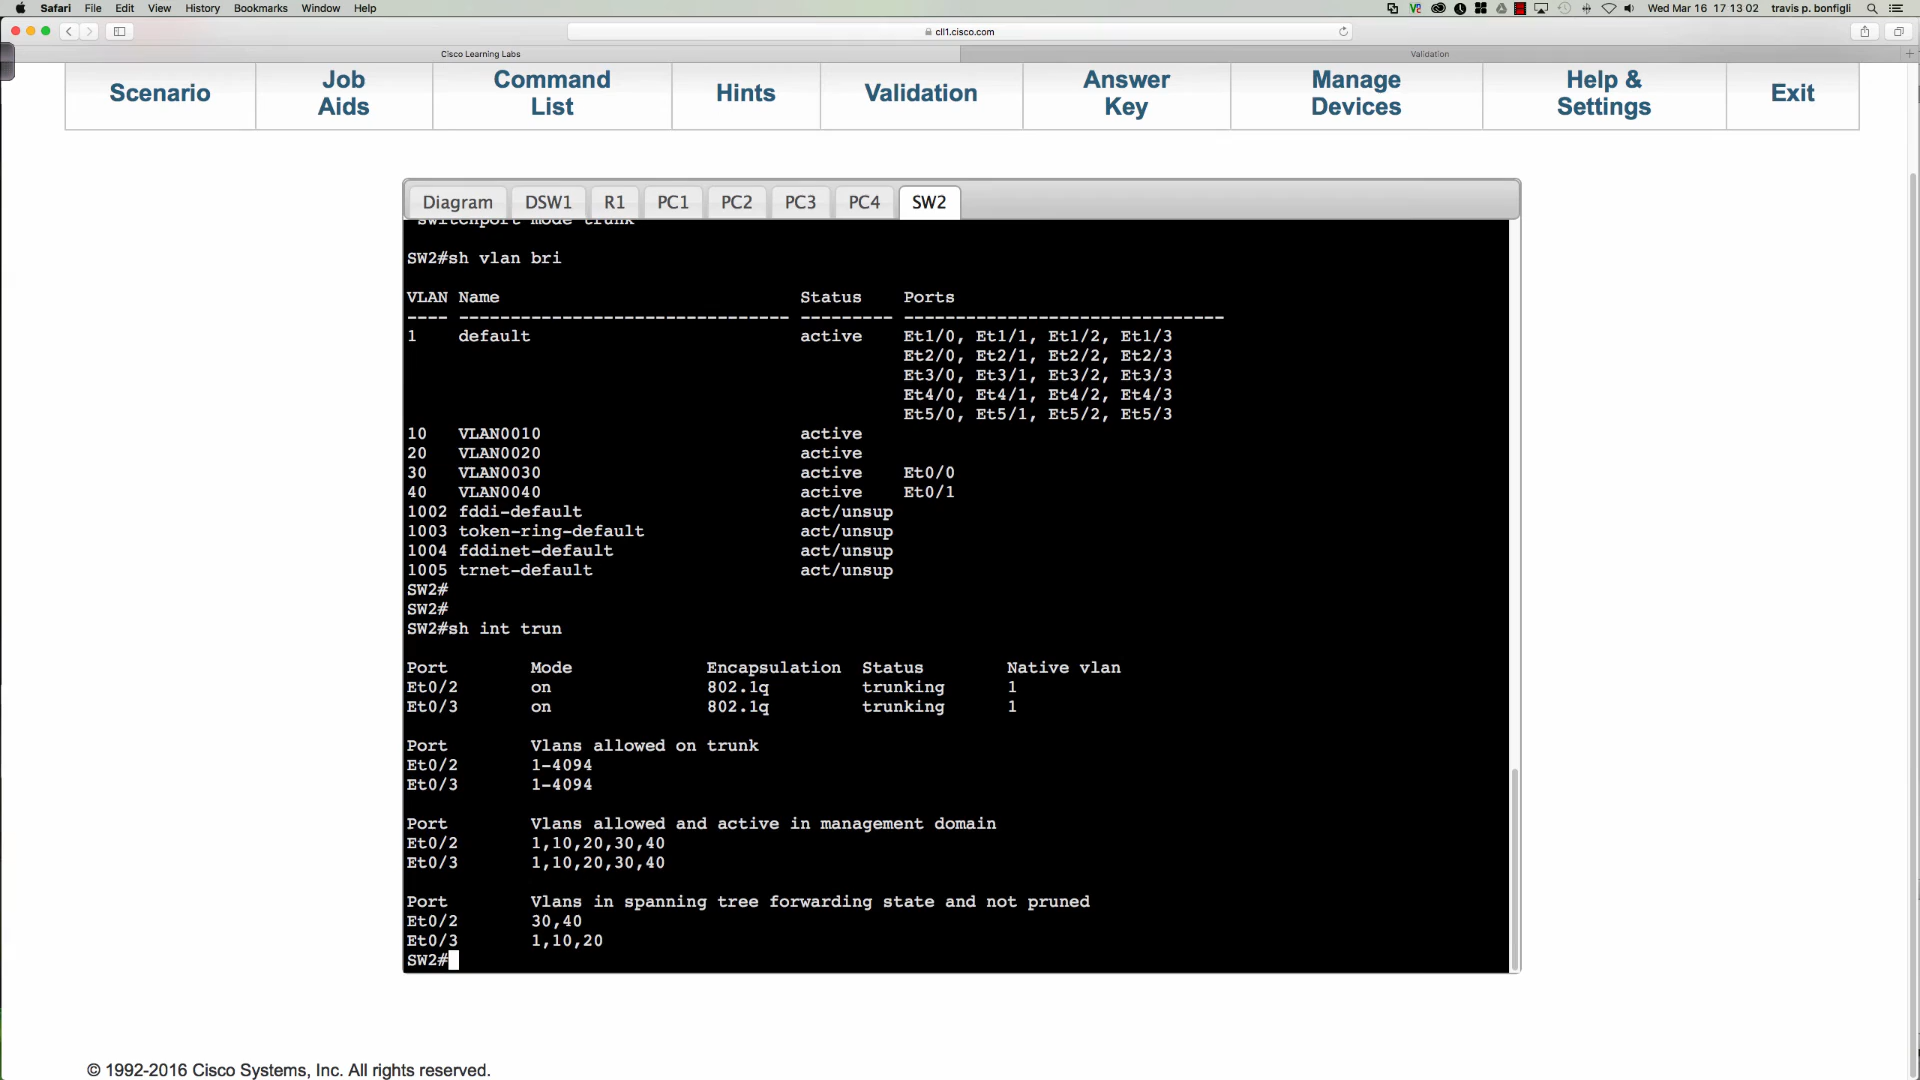 Safari File Edit View History Bookmarks Window Help Wed Mar 16 17 13 02 travis p. bonfigli
cll1.cisco.com
Cisco Learning Labs Validation
Scenario Job Aids Command List Hints Validation Answer Key Manage Devices Help & Settings Exit
Diagram DSW1 R1 PC1 PC2 PC3 PC4 SW2
switchport mode trunk
SW2#sh vlan bri
VLAN Name Status Ports
---- -------------------------------- --------- -------------------------------
1 default active Et1/0, Et1/1, Et1/2, Et1/3
Et2/0, Et2/1, Et2/2, Et2/3
Et3/0, Et3/1, Et3/2, Et3/3
Et4/0, Et4/1, Et4/2, Et4/3
Et5/0, Et5/1, Et5/2, Et5/3
10 VLAN0010 active
20 VLAN0020 active
30 VLAN0030 active Et0/0
40 VLAN0040 active Et0/1
1002 fddi-default act/unsup
1003 token-ring-default act/unsup
1004 fddinet-default act/unsup
1005 trnet-default act/unsup
SW2#
SW2#
SW2#sh int trun
Port Mode Encapsulation Status Native vlan
Et0/2 on 802.1q trunking 1
Et0/3 on 802.1q trunking 1
Port Vlans allowed on trunk
Et0/2 1-4094
Et0/3 1-4094
Port Vlans allowed and active in management domain
Et0/2 1,10,20,30,40
Et0/3 1,10,20,30,40
Port Vlans in spanning tree forwarding state and not pruned
Et0/2 30,40
Et0/3 1,10,20
SW2#
© 1992-2016 Cisco Systems, Inc. All rights reserved.